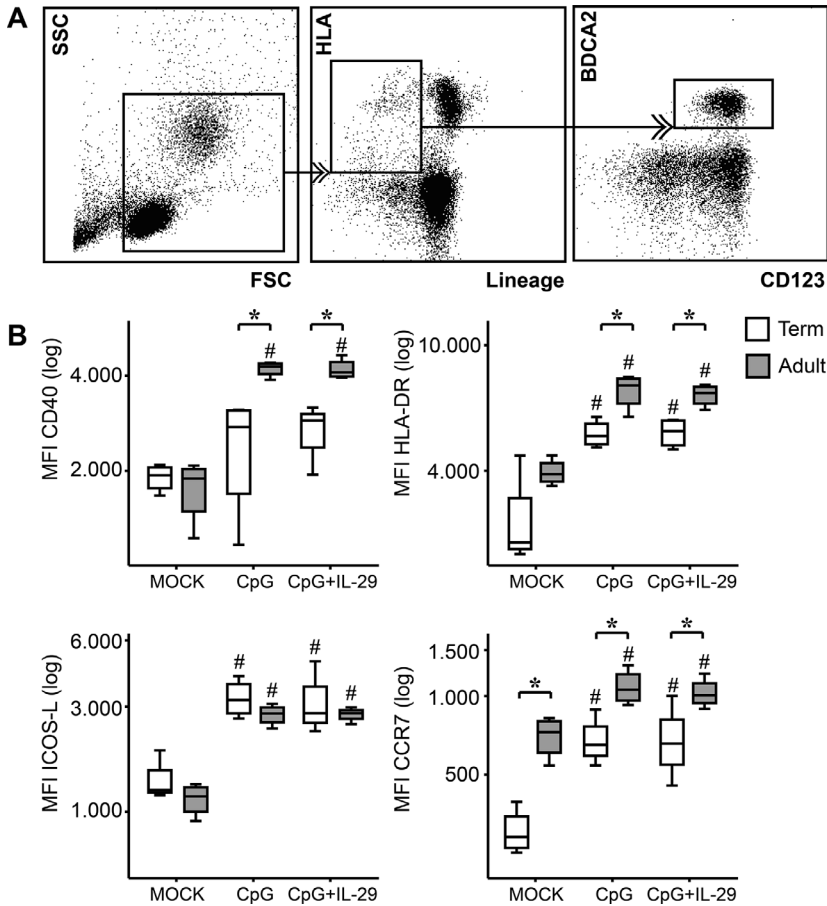 A
SSC
FSC
HLA
Lineage
BDCA2
CD123
B
MFI CD40 (log)
4.000
2.000
* *
# #
MOCK CpG CpG+IL-29
MFI HLA-DR (log)
10.000
4.000
* *
# # # #
MOCK CpG CpG+IL-29
Term
Adult
MFI ICOS-L (log)
6.000
3.000
1.000
# # # #
MOCK CpG CpG+IL-29
MFI CCR7 (log)
1.500
1.000
500
* * *
# # # #
MOCK CpG CpG+IL-29